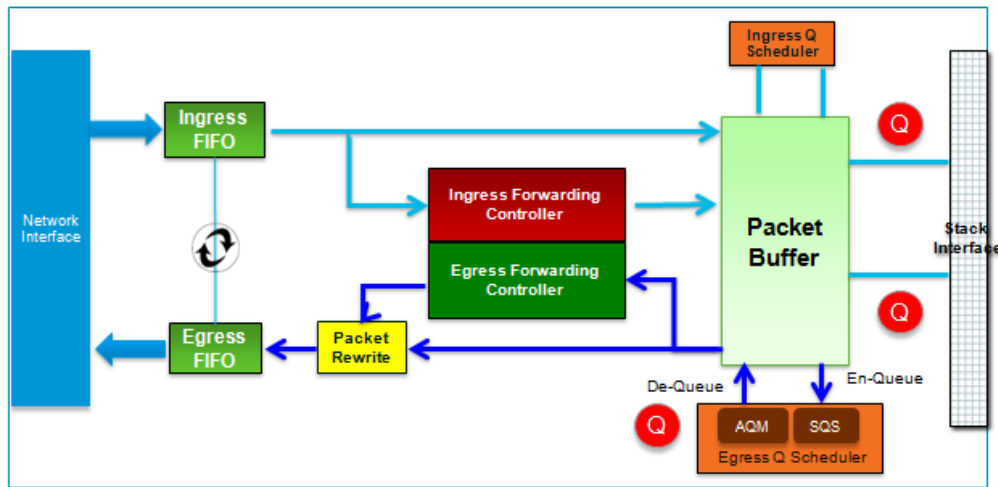 Ingress Q
Scheduler
Q
Ingress
FIFO
Ingress Forwarding
Controller
Network
Interface
Packet
Buffer
Stack
Interface
Egress Forwarding
Controller
Q
Egress
FIFO
Packet
Rewrite
De-Queue
En-Queue
Q
AQM
SQS
Egress Q Scheduler